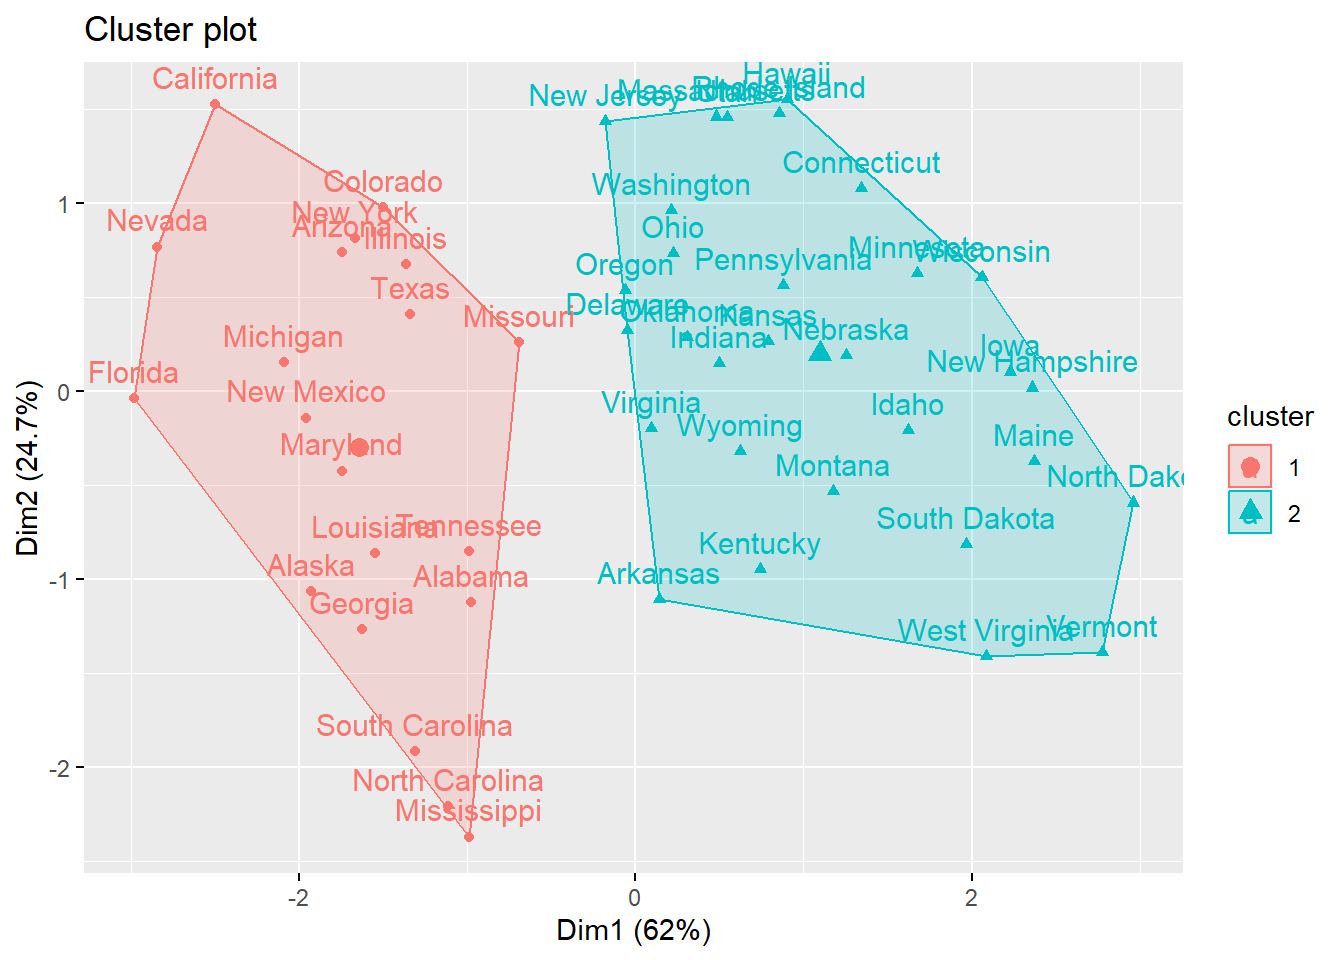 Cluster plot
California
Hawaii
New Jersey
Massachusetts
Utah
Rhode Island
Connecticut
Washington
Colorado
New York
Nevada
Arizona
Illinois
Ohio
Minnesota
Wisconsin
Pennsylvania
Oregon
Texas
Delaware
Oklahoma
Kansas
Missouri
Michigan
Indiana
Nebraska
Iowa
New Hampshire
Florida
New Mexico
Virginia
Idaho
Wyoming
Maine
Maryland
Montana
North Dako
Louisiana
Tennessee
South Dakota
Kentucky
Alaska
Alabama
Arkansas
Georgia
West Virginia
Vermont
South Carolina
North Carolina
Mississippi
1
0
-1
-2
-2
0
2
Dim1 (62%)
Dim2 (24.7%)
cluster
a 1
a 2